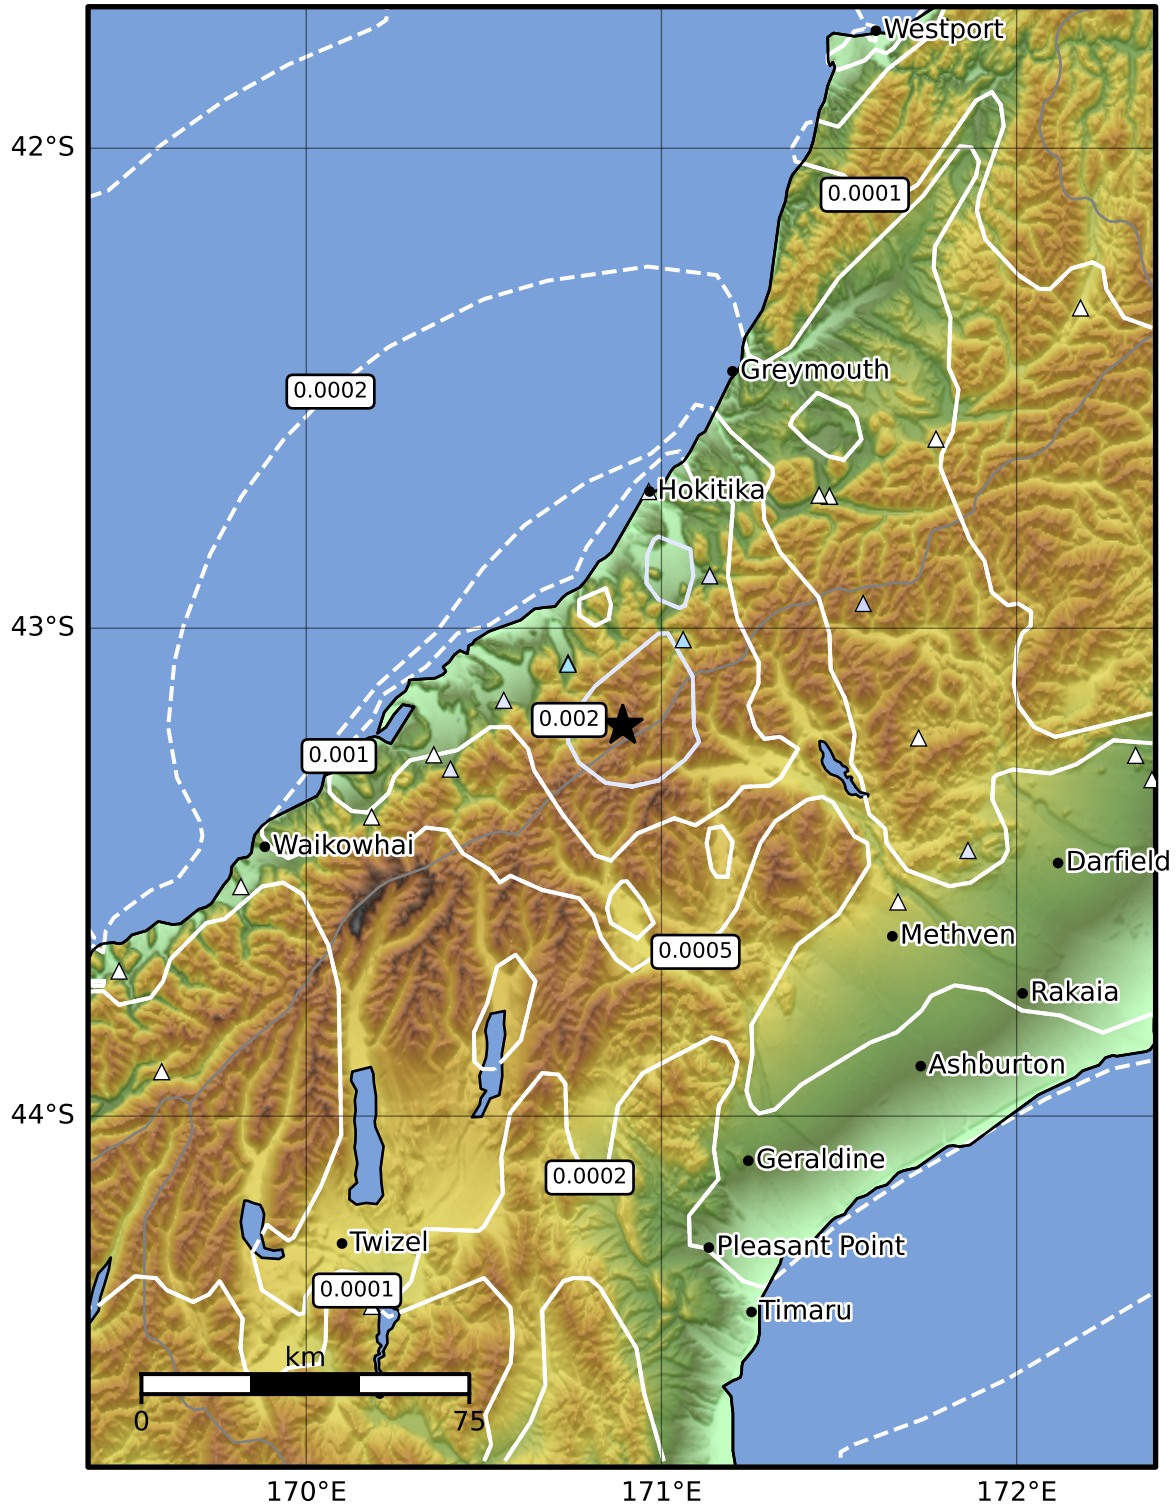 Westport
42°S
0.0001
Greymouth
0.0002
Hokitika
43°S
0.002
0.001
Waikowhai
Darfield
Methven
0.0005
Rakaia
Ashburton
44°S
Geraldine
0.0002
Twizel
Pleasant Point
0.0001
Timaru
km
0 75
170°E 171°E 172°E